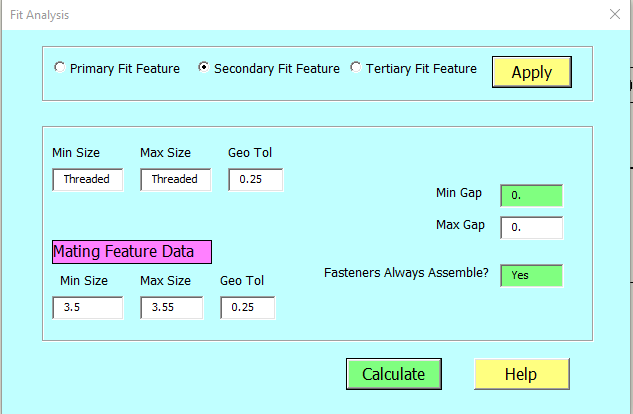 Fit Analysis
Primary Fit Feature Secondary Fit Feature Tertiary Fit Feature Apply
Min Size Max Size Geo Tol
Threaded Threaded 0.25
Min Gap 0.
Max Gap 0.
Mating Feature Data
Fasteners Always Assemble? Yes
Min Size Max Size Geo Tol
3.5 3.55 0.25
Calculate Help